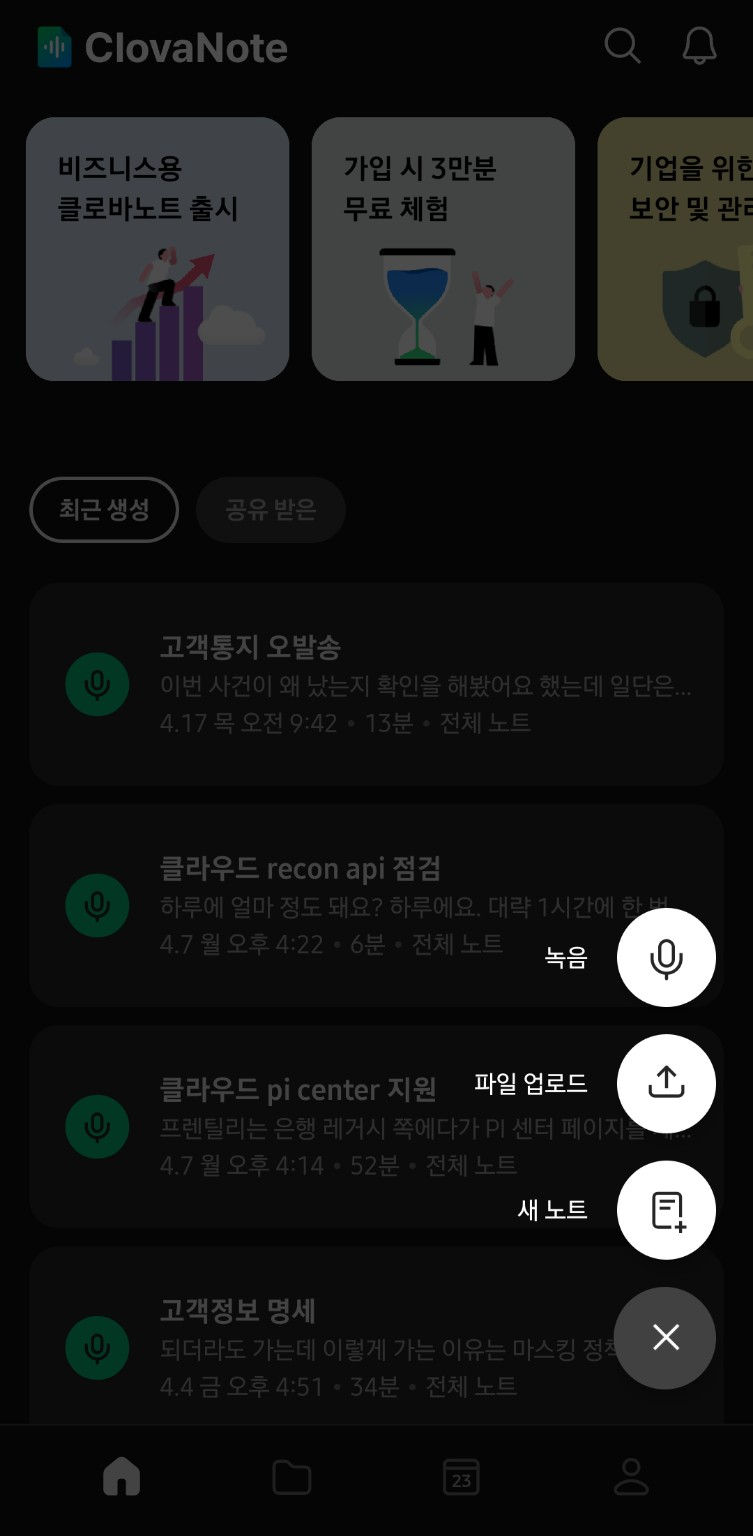 ClovaNote
비즈니스용
클로바노트 출시
가입 시 3만분
무료 체험
기업을 위한
보안 및 관리
최근 생성
공유 받은
고객통지 오발송
이번 사건이 왜 났는지 확인을 해봤어요 했는데 일단은...
4.17 목 오전 9:42 • 13분 • 전체 노트
클라우드 recon api 점검
하루에 얼마 정도 돼요? 하루에요. 대략 1시간에 한
4.7 월 오후 4:22 • 6분 • 전체 노트
녹음
클라우드 pi center 지원
파일 업로드
프렌틸리는 은행 레거시 쪽에다가 PI 센터 페이지를
4.7 월 오후 4:14 • 52분 • 전체 노트
새 노트
고객정보 명세
되더라도 가는데 이렇게 가는 이유는 마스킹 정책
4.4 금 오후 4:51 • 34분 • 전체 노트
23